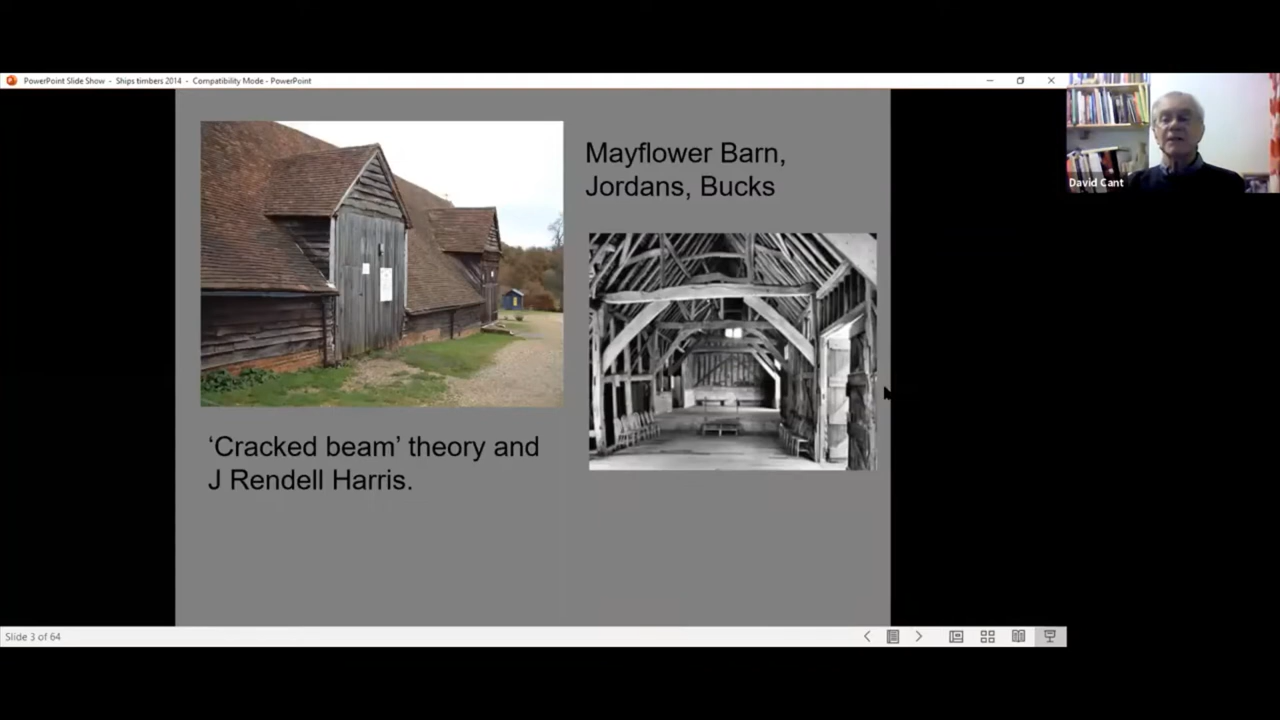 PowerPoint Slide Show - Ships timbers 2014 - Compatibility Mode - PowerPoint
Mayflower Barn,
Jordans, Bucks
David Cant
‘Cracked beam’ theory and
J Rendell Harris.
Slide 3 of 64